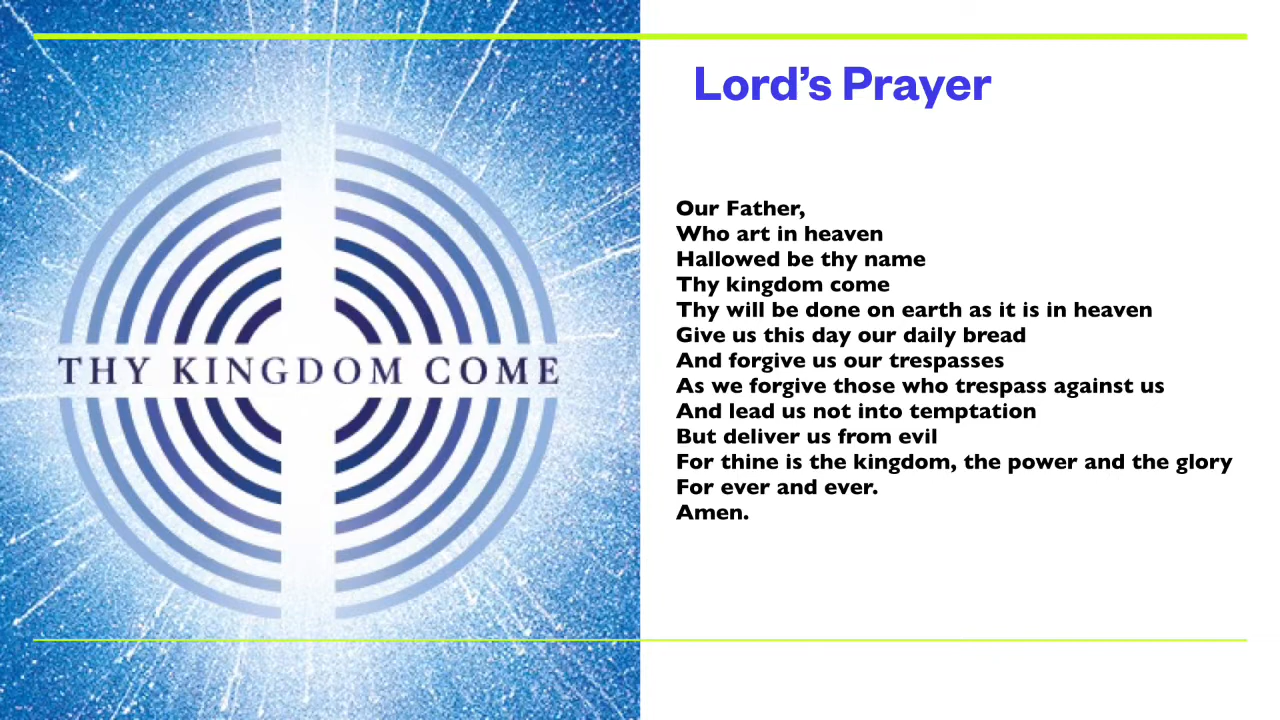 THY KINGDOM COME
Lord’s Prayer
Our Father,
Who art in heaven
Hallowed be thy name
Thy kingdom come
Thy will be done on earth as it is in heaven
Give us this day our daily bread
And forgive us our trespasses
As we forgive those who trespass against us
And lead us not into temptation
But deliver us from evil
For thine is the kingdom, the power and the glory
For ever and ever.
Amen.